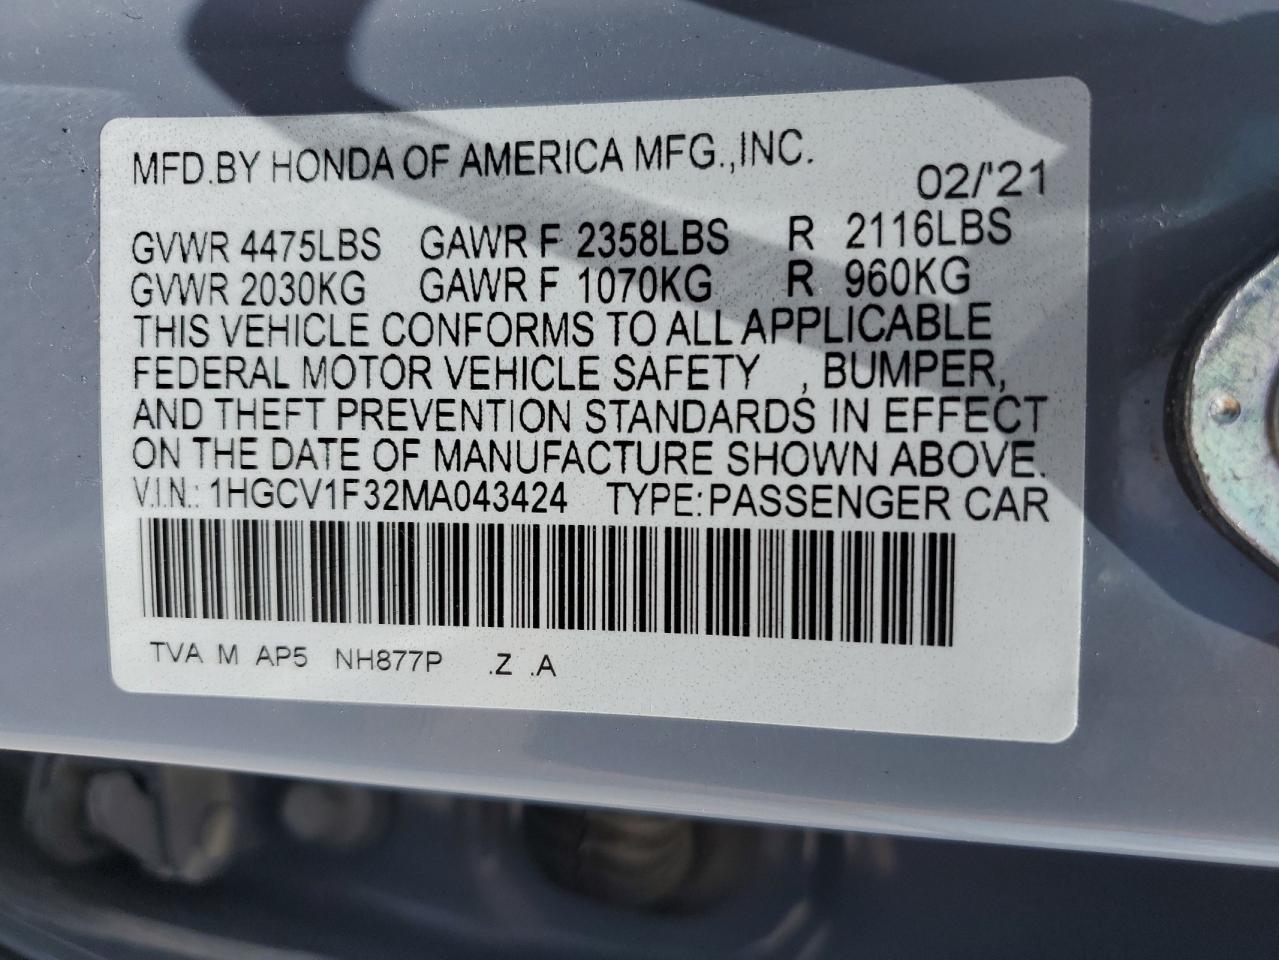 MFD.BY HONDA OF AMERICA MFG.,INC.
02/'21
GVWR 4475LBS GAWR F 2358LBS R 2116LBS
GVWR 2030KG GAWR F 1070KG R 960KG
THIS VEHICLE CONFORMS TO ALL APPLICABLE
FEDERAL MOTOR VEHICLE SAFETY , BUMPER,
AND THEFT PREVENTION STANDARDS IN EFFECT
ON THE DATE OF MANUFACTURE SHOWN ABOVE.
V.I.N.: 1HGCV1F32MA043424 TYPE:PASSENGER CAR
TVA M AP5 NH877P .Z .A